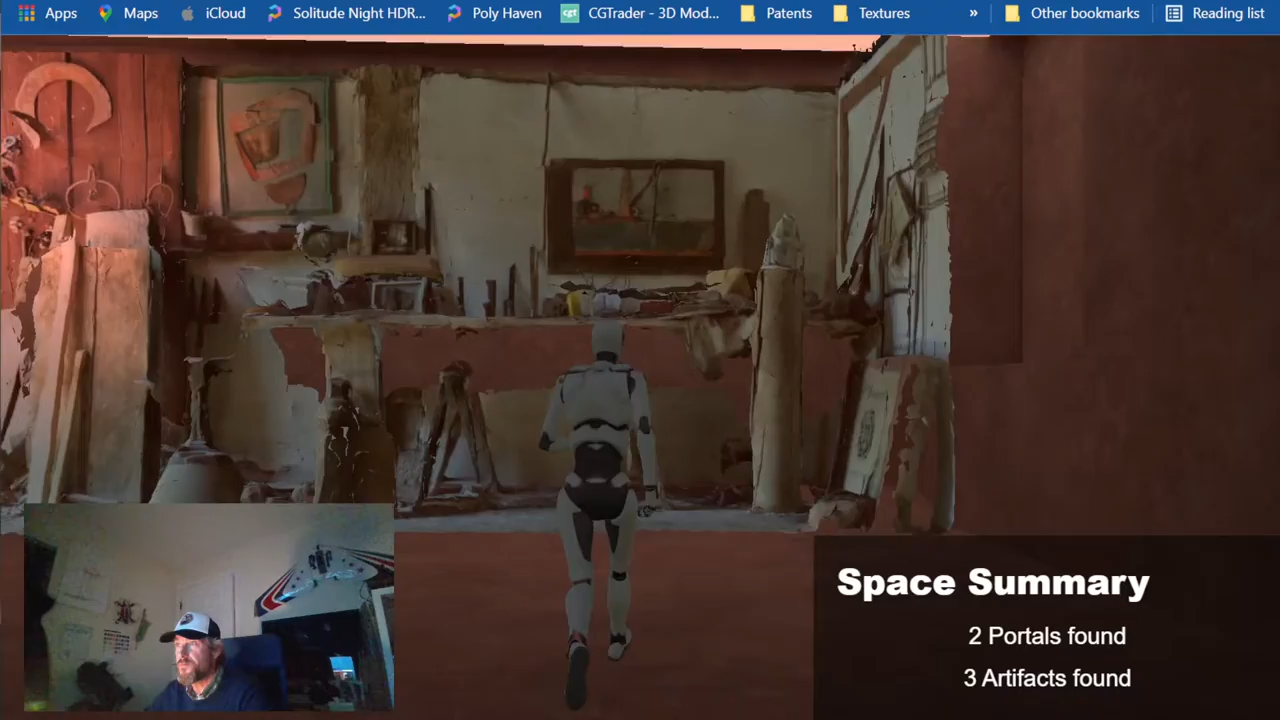 Apps Maps iCloud Solitude Night HDR... Poly Haven cgt CGTrader - 3D Mod... Patents Textures » Other bookmarks Reading list
Space Summary
2 Portals found
3 Artifacts found